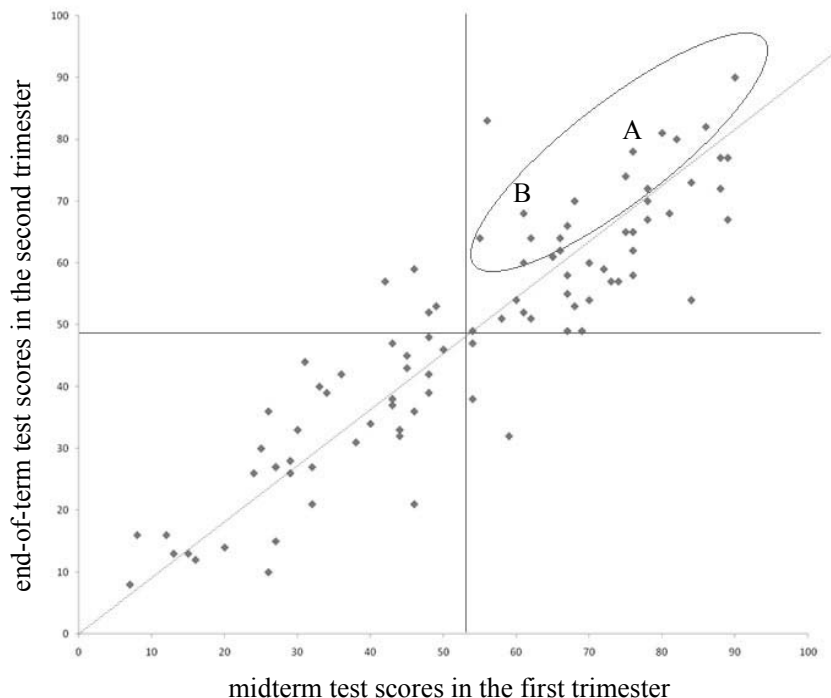 end-of-term test scores in the second trimester
100
90
80
70
60
50
40
30
20
10
0
A
B
0 10 20 30 40 50 60 70 80 90 100
midterm test scores in the first trimester